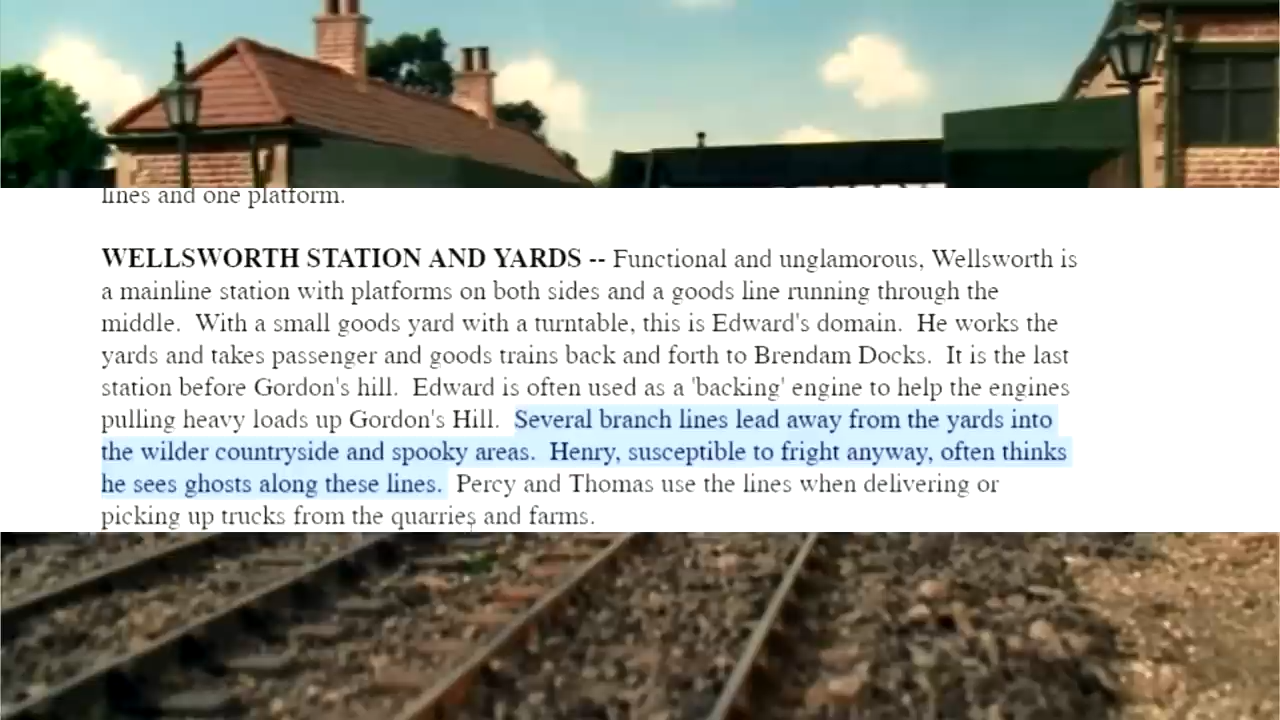 lines and one platform.
WELLSWORTH STATION AND YARDS -- Functional and unglamorous, Wellsworth is
a mainline station with platforms on both sides and a goods line running through the
middle.  With a small goods yard with a turntable, this is Edward's domain.  He works the
yards and takes passenger and goods trains back and forth to Brendam Docks.  It is the last
station before Gordon's hill.  Edward is often used as a 'backing' engine to help the engines
pulling heavy loads up Gordon's Hill.  Several branch lines lead away from the yards into
the wilder countryside and spooky areas.  Henry, susceptible to fright anyway, often thinks
he sees ghosts along these lines.  Percy and Thomas use the lines when delivering or
picking up trucks from the quarries and farms.